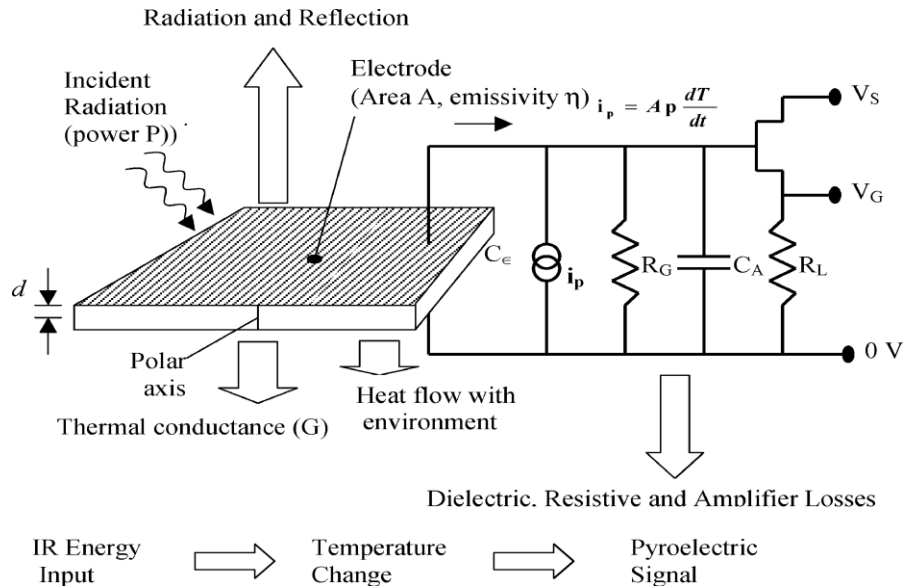 Radiation and Reflection
Incident
Radiation
(power P))
Electrode
(Area A, emissivity η)
i_p = A p dT/dt
V_S
V_G
C_∈
i_p
R_G
C_A
R_L
d
0 V
Polar
axis
Heat flow with
environment
Thermal conductance (G)
Dielectric, Resistive and Amplifier Losses
IR Energy
Input
Temperature
Change
Pyroelectric
Signal